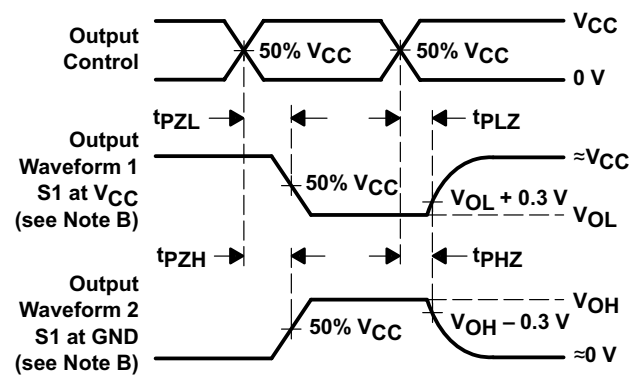 Output
Control
50% VCC
50% VCC
VCC
0 V
tPZL
tPLZ
Output
Waveform 1
S1 at VCC
(see Note B)
50% VCC
VOL + 0.3 V
≈VCC
VOL
tPZH
tPHZ
Output
Waveform 2
S1 at GND
(see Note B)
50% VCC
VOH
VOH – 0.3 V
≈0 V